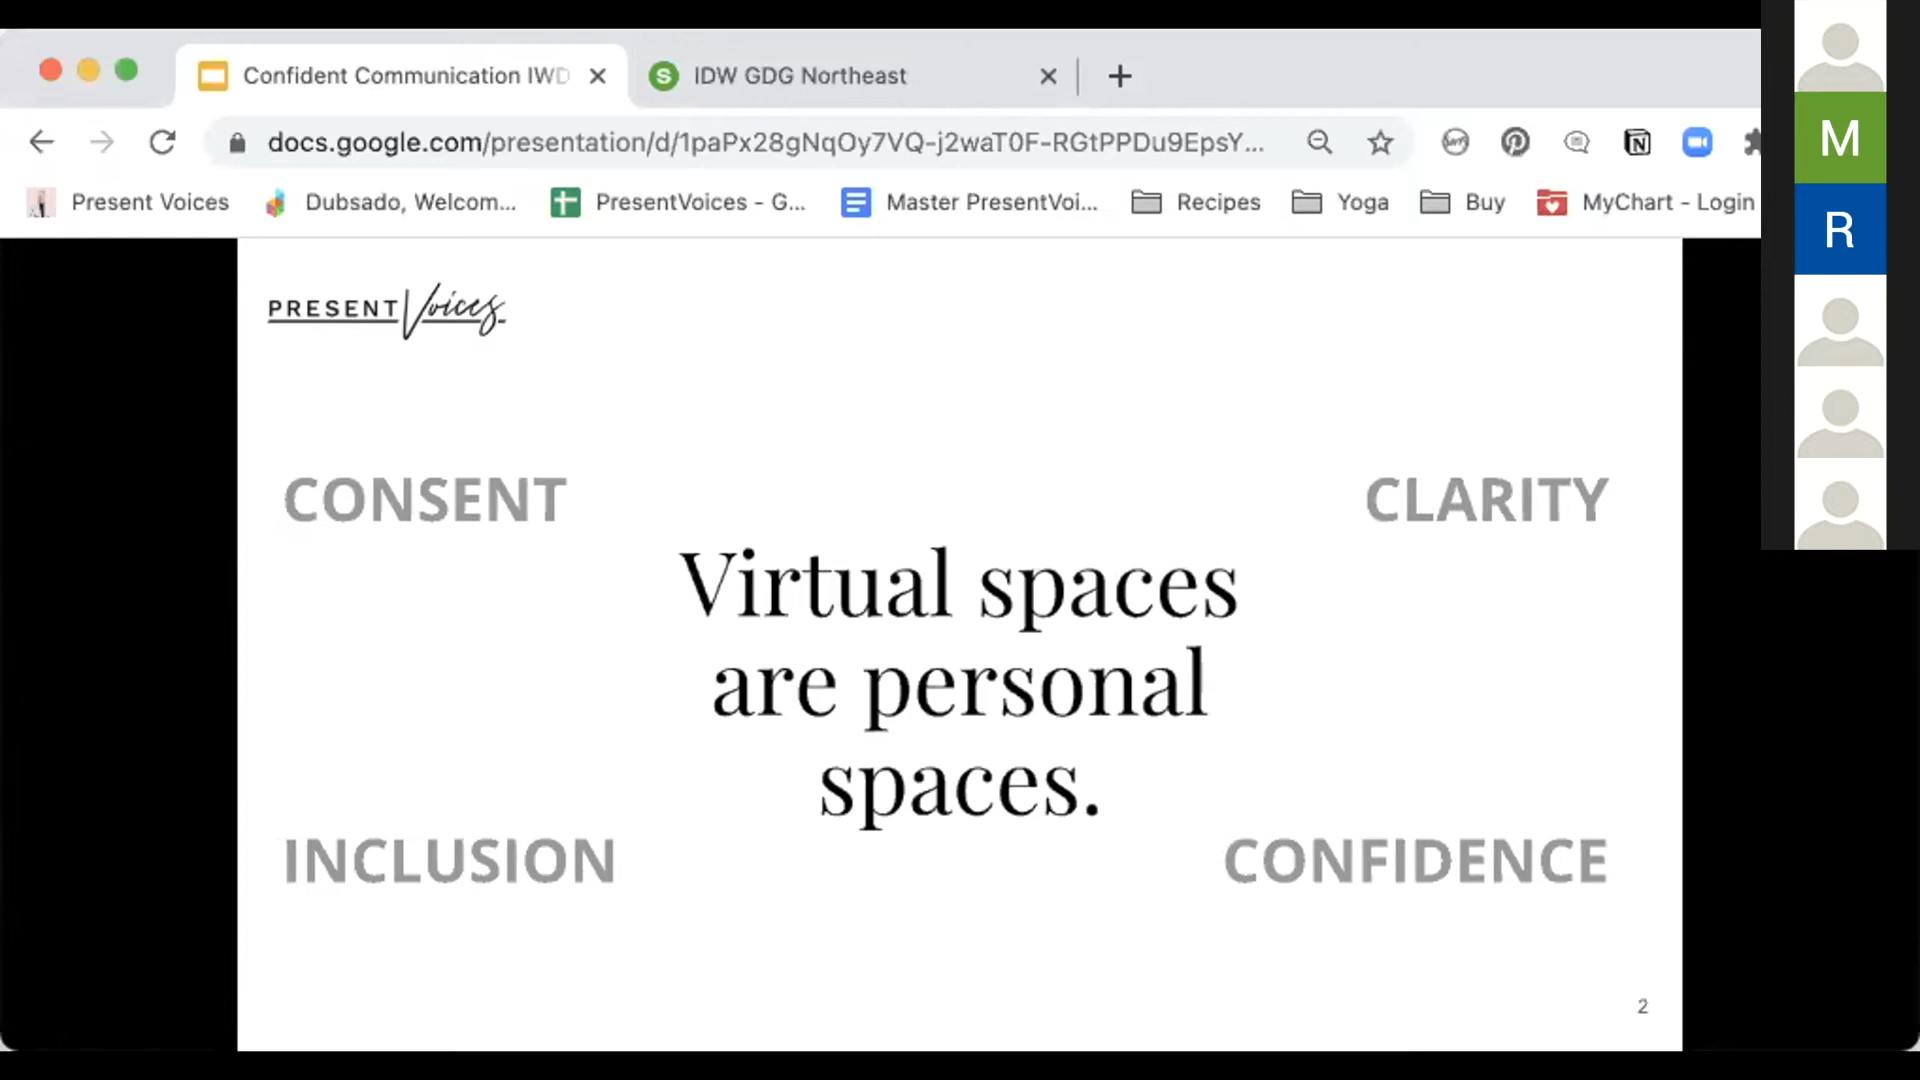 Confident Communication IWD
IDW GDG Northeast
docs.google.com/presentation/d/1paPx28gNqOy7VQ-j2waT0F-RGtPPDu9EpsY...
Present Voices
Dubsado, Welcom...
PresentVoices - G...
Master PresentVoi...
Recipes
Yoga
Buy
MyChart - Login
M
R
PRESENT Voices
CONSENT
CLARITY
Virtual spaces
are personal
spaces.
INCLUSION
CONFIDENCE
2